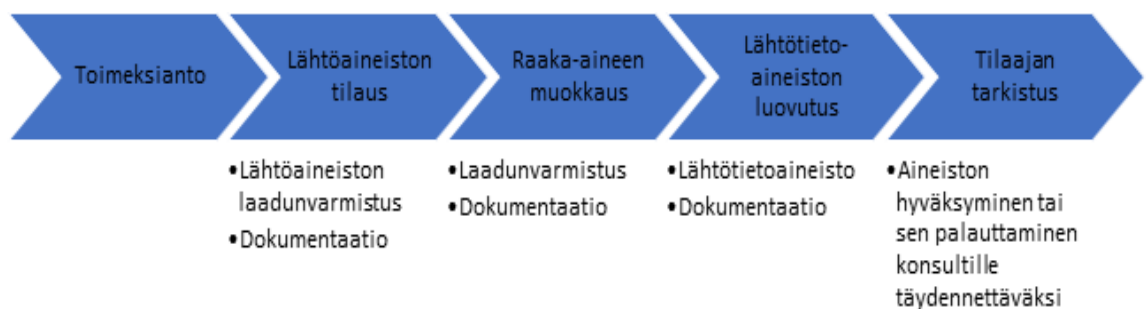 Toimeksianto
Lähtöaineiston
tilaus
Raaka-aineen
muokkaus
Lähtötieto-
aineiston
luovutus
Tilaajan
tarkistus
•Lähtöaineiston
laadunvarmistus
•Dokumentaatio
•Laadunvarmistus
•Dokumentaatio
•Lähtötietoaineisto
•Dokumentaatio
•Aineiston
hyväksyminen tai
sen palauttaminen
konsultille
täydennettäväksi